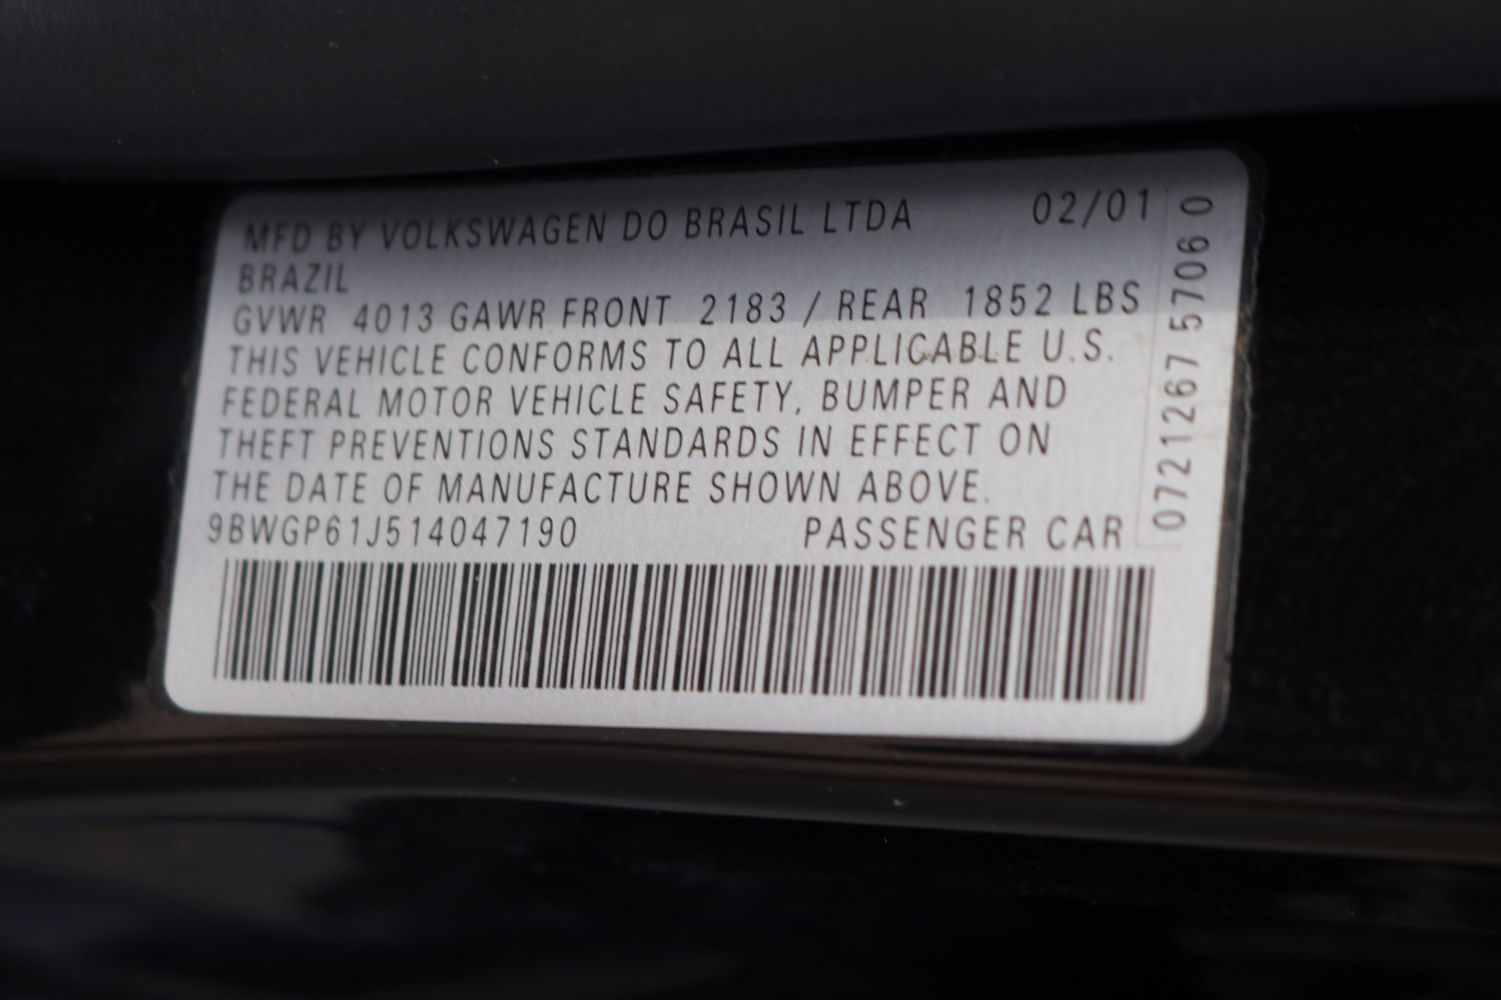 MFD BY VOLKSWAGEN DO BRASIL LTDA 02/01
BRAZIL
GVWR 4013 GAWR FRONT 2183 / REAR 1852 LBS
THIS VEHICLE CONFORMS TO ALL APPLICABLE U.S.
FEDERAL MOTOR VEHICLE SAFETY, BUMPER AND
THEFT PREVENTIONS STANDARDS IN EFFECT ON
THE DATE OF MANUFACTURE SHOWN ABOVE.
9BWGP61J514047190 PASSENGER CAR
0721267 5706 0